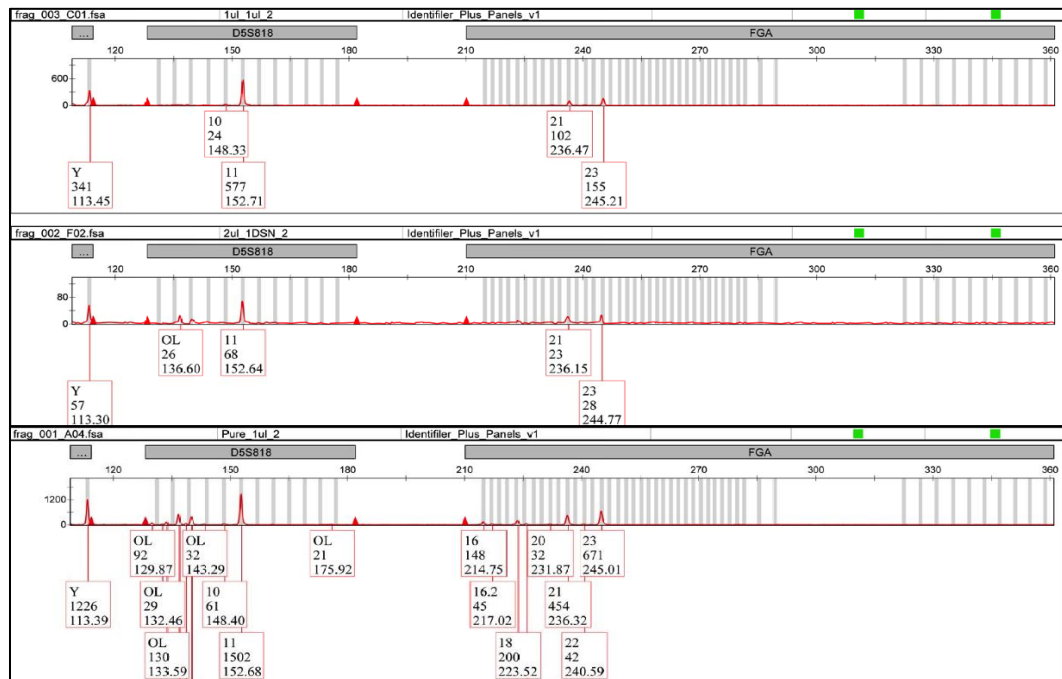 frag_003_C01.fsa 1ul_1ul_2 Identifiler_Plus_Panels_v1
... D5S818 FGA
120 150 180 210 240 270 300 330 360
600
0
10 21
24 102
148.33 236.47
Y 11 23
341 577 155
113.45 152.71 245.21
frag_002_F02.fsa 2ul_1DSN_2 Identifiler_Plus_Panels_v1
... D5S818 FGA
120 150 180 210 240 270 300 330 360
80
0
OL 11 21
26 68 23
136.60 152.64 236.15
Y 23
57 28
113.30 244.77
frag_001_A04.fsa Pure_1ul_2 Identifiler_Plus_Panels_v1
... D5S818 FGA
120 150 180 210 240 270 300 330 360
1200
0
OL OL OL 16 20 23
92 32 21 148 32 671
129.87 143.29 175.92 214.75 231.87 245.01
Y OL 10 16.2 21
1226 29 61 45 454
113.39 132.46 148.40 217.02 236.32
OL 11 18 22
130 1502 200 42
133.59 152.68 223.52 240.59